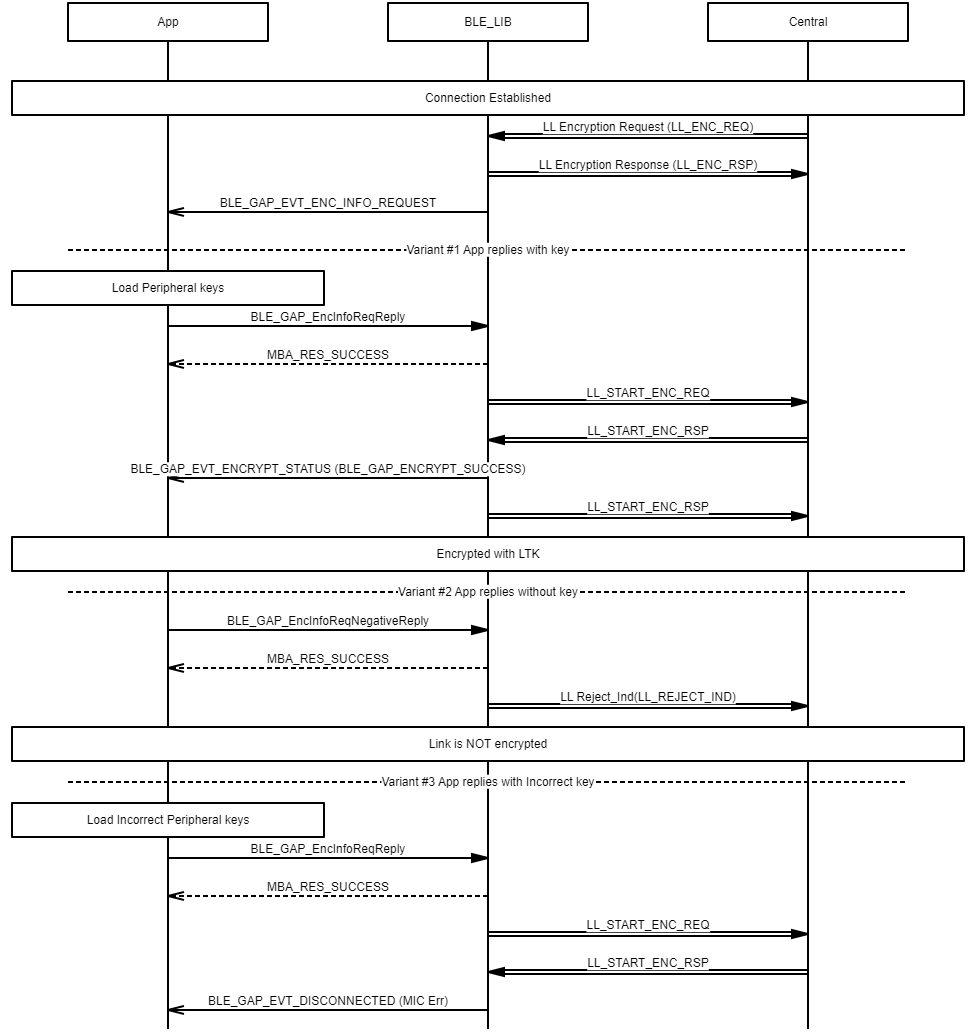 App
BLE_LIB
Central
Connection Established
LL Encryption Request (LL_ENC_REQ)
LL Encryption Response (LL_ENC_RSP)
BLE_GAP_EVT_ENC_INFO_REQUEST
Variant #1 App replies with key
Load Peripheral keys
BLE_GAP_EncInfoReqReply
MBA_RES_SUCCESS
LL_START_ENC_REQ
LL_START_ENC_RSP
BLE_GAP_EVT_ENCRYPT_STATUS (BLE_GAP_ENCRYPT_SUCCESS)
LL_START_ENC_RSP
Encrypted with LTK
Variant #2 App replies without key
BLE_GAP_EncInfoReqNegativeReply
MBA_RES_SUCCESS
LL Reject_Ind(LL_REJECT_IND)
Link is NOT encrypted
Variant #3 App replies with Incorrect key
Load Incorrect Peripheral keys
BLE_GAP_EncInfoReqReply
MBA_RES_SUCCESS
LL_START_ENC_REQ
LL_START_ENC_RSP
BLE_GAP_EVT_DISCONNECTED (MIC Err)